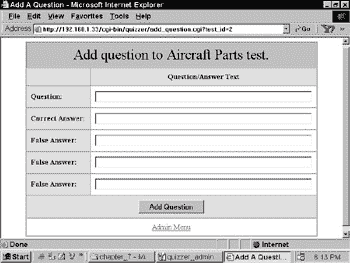 Add A Question - Microsoft Internet Explorer
File Edit View Favorites Tools Help
Address http://192.168.1.33/cgi-bin/quizzer/add_question.cgi?test_id=2 Go
Add question to Aircraft Parts test.
Question/Answer Text
Question:
Correct Answer:
False Answer:
False Answer:
False Answer:
Add Question
Admin Menu
Done Internet
Start chapter_7 - Mi... quizzer_admin Add A Questi... 8:13 PM